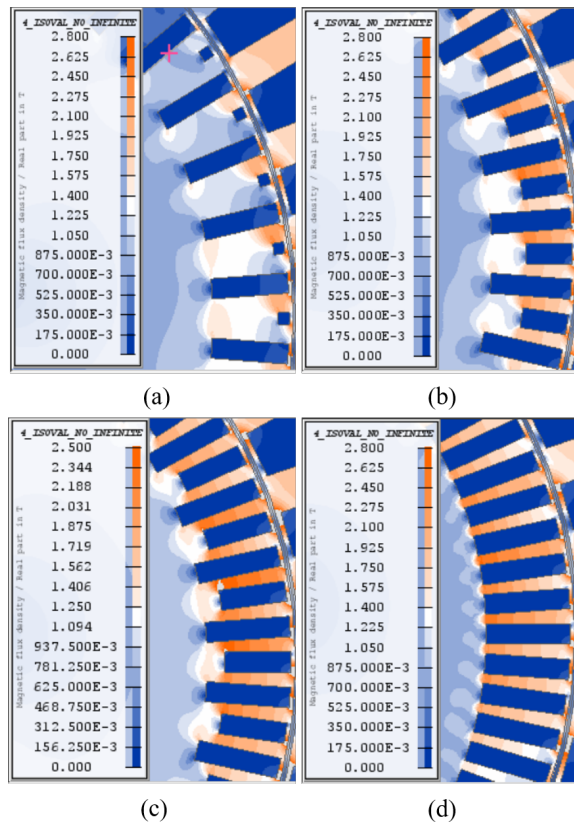 4_ISOVAL_NO_INFINITE
Magnetic flux density / Real part in T
2.800
2.625
2.450
2.275
2.100
1.925
1.750
1.575
1.400
1.225
1.050
875.000E-3
700.000E-3
525.000E-3
350.000E-3
175.000E-3
0.000
(a)
4_ISOVAL_NO_INFINITE
Magnetic flux density / Real part in T
2.800
2.625
2.450
2.275
2.100
1.925
1.750
1.575
1.400
1.225
1.050
875.000E-3
700.000E-3
525.000E-3
350.000E-3
175.000E-3
0.000
(b)
4_ISOVAL_NO_INFINITE
Magnetic flux density / Real part in T
2.500
2.344
2.188
2.031
1.875
1.719
1.562
1.406
1.250
1.094
937.500E-3
781.250E-3
625.000E-3
468.750E-3
312.500E-3
156.250E-3
0.000
(c)
4_ISOVAL_NO_INFINITE
Magnetic flux density / Real part in T
2.800
2.625
2.450
2.275
2.100
1.925
1.750
1.575
1.400
1.225
1.050
875.000E-3
700.000E-3
525.000E-3
350.000E-3
175.000E-3
0.000
(d)